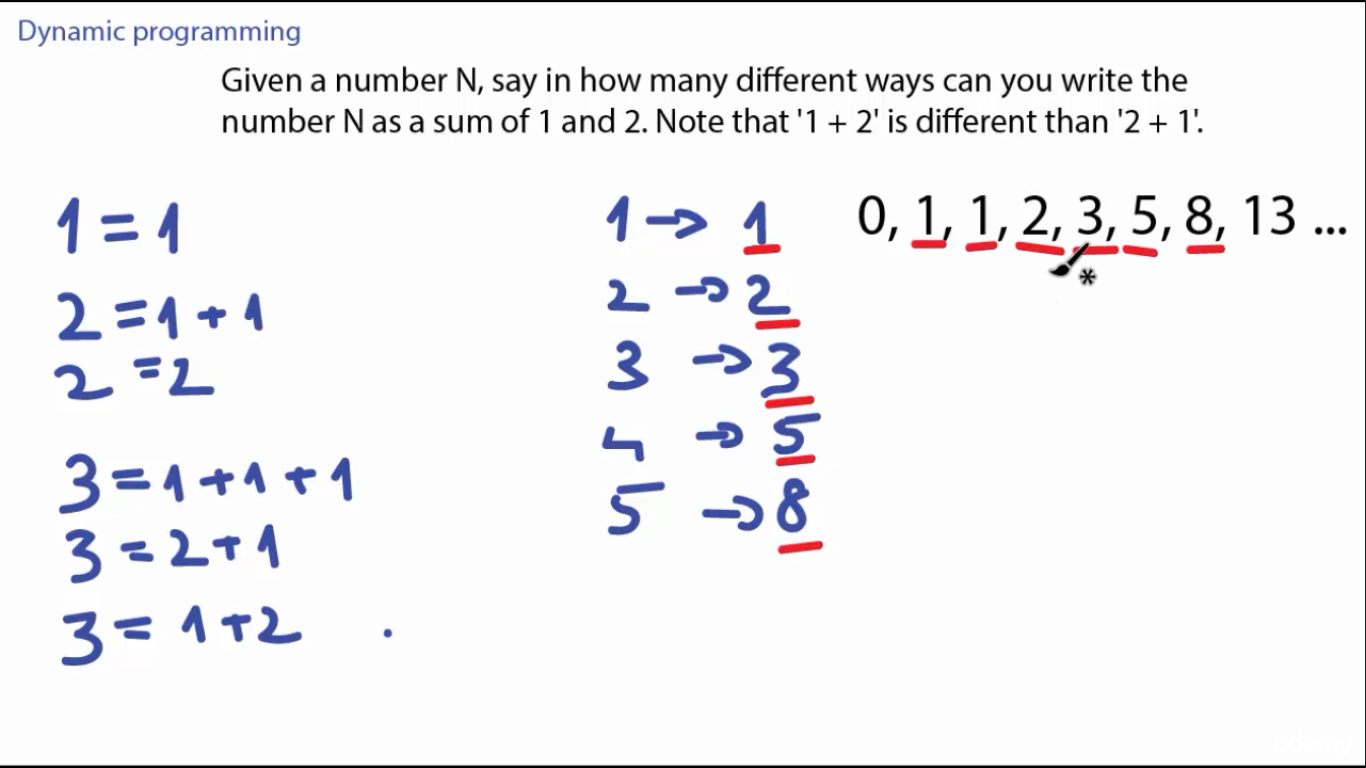 Dynamic programming
Given a number N, say in how many different ways can you write the
number N as a sum of 1 and 2. Note that '1 + 2' is different than '2 + 1'.
1 = 1
2 = 1 + 1
2 = 2
3 = 1 + 1 + 1
3 = 2 + 1
3 = 1 + 2
1 → 1
2 → 2
3 → 3
4 → 5
5 → 8
0, 1, 1, 2, 3, 5, 8, 13 ...
*
udemy